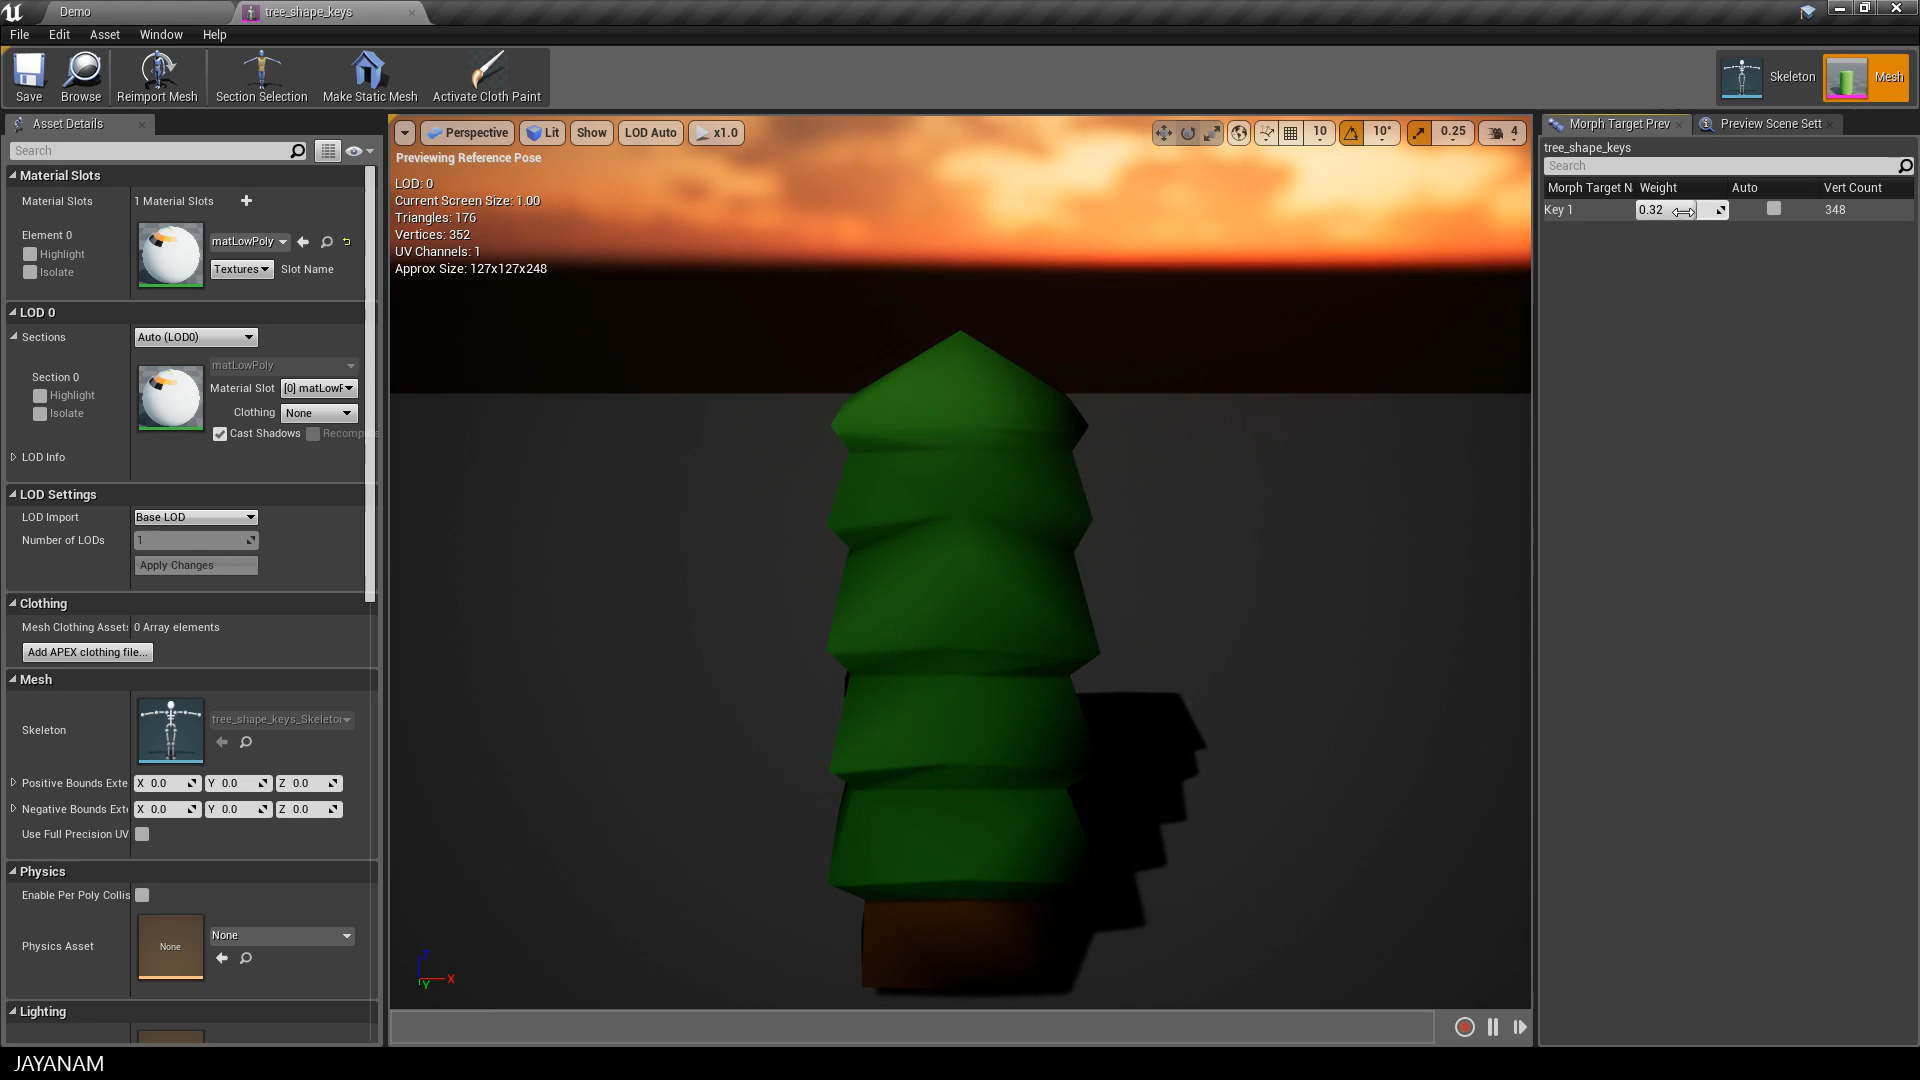 Demo
tree_shape_keys
File Edit Asset Window Help
Save Browse Reimport Mesh Section Selection Make Static Mesh Activate Cloth Paint
Skeleton Mesh
Asset Details
Search
Material Slots
Material Slots 1 Material Slots
Element 0
Highlight
Isolate
matLowPoly
Textures Slot Name
LOD 0
Sections Auto (LOD0)
Section 0
Highlight
Isolate
matLowPoly
Material Slot [0] matLowF
Clothing None
Cast Shadows Recomp
LOD Info
LOD Settings
LOD Import Base LOD
Number of LODs 1
Apply Changes
Clothing
Mesh Clothing Assets 0 Array elements
Add APEX clothing file...
Mesh
Skeleton tree_shape_keys_Skeleto
Positive Bounds Exte X 0.0 Y 0.0 Z 0.0
Negative Bounds Exte X 0.0 Y 0.0 Z 0.0
Use Full Precision UV
Physics
Enable Per Poly Collis
Physics Asset None None
Lighting
Perspective Lit Show LOD Auto x1.0
10 10° 0.25 4
Previewing Reference Pose
LOD: 0
Current Screen Size: 1.00
Triangles: 176
Vertices: 352
UV Channels: 1
Approx Size: 127x127x248
Z
X
Y
Morph Target Prev Preview Scene Sett
tree_shape_keys
Search
Morph Target N Weight Auto Vert Count
Key 1 0.32 348
JAYANAM